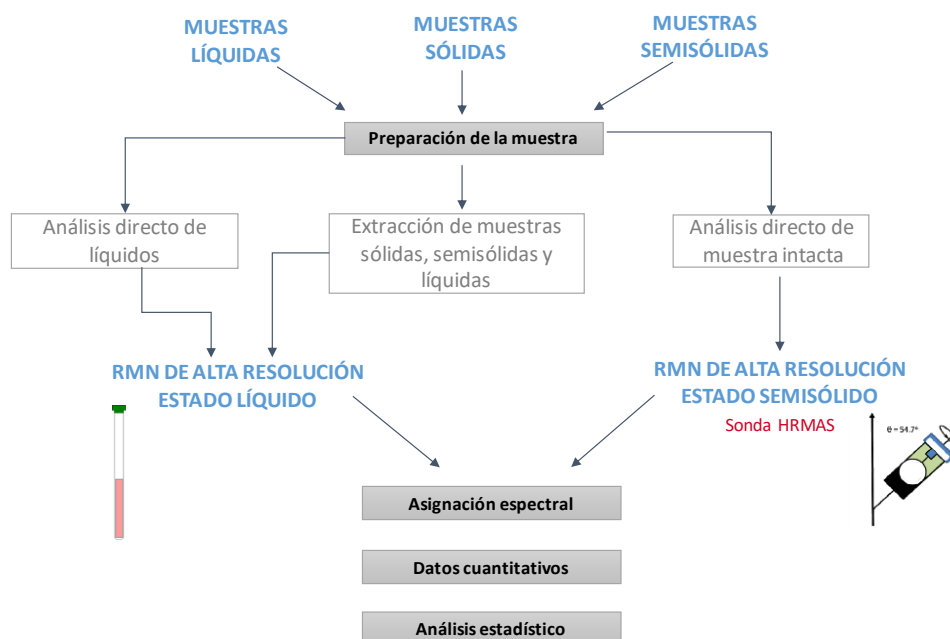 MUESTRAS
LÍQUIDAS
MUESTRAS
SÓLIDAS
MUESTRAS
SEMISÓLIDAS
Preparación de la muestra
Análisis directo de
líquidos
Extracción de muestras
sólidas, semisólidas y
líquidas
Análisis directo de
muestra intacta
RMN DE ALTA RESOLUCIÓN
ESTADO LÍQUIDO
RMN DE ALTA RESOLUCIÓN
ESTADO SEMISÓLIDO
Sonda HRMAS
θ = 54.7°
Asignación espectral
Datos cuantitativos
Análisis estadístico